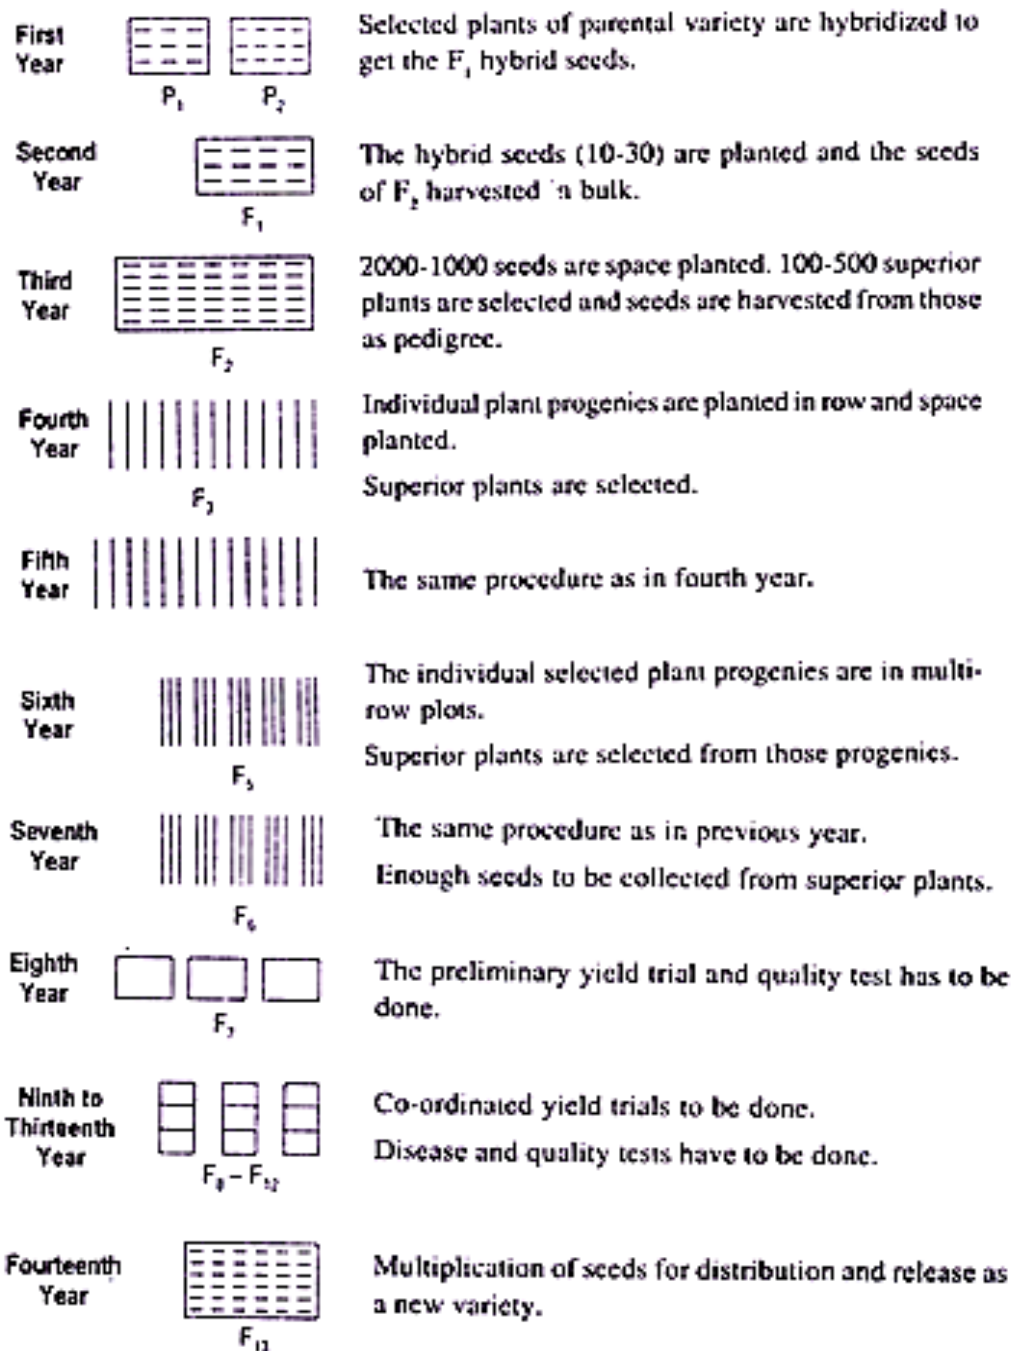 First Year
P₁
P₂
Selected plants of parental variety are hybridized to
get the F₁ hybrid seeds.
Second Year
F₁
The hybrid seeds (10-30) are planted and the seeds
of F₂ harvested in bulk.
Third Year
F₂
2000-1000 seeds are space planted. 100-500 superior
plants are selected and seeds are harvested from those
as pedigree.
Fourth Year
F₃
Individual plant progenies are planted in row and space
planted.
Superior plants are selected.
Fifth Year
The same procedure as in fourth year.
Sixth Year
F₅
The individual selected plant progenies are in multi-
row plots.
Superior plants are selected from those progenies.
Seventh Year
F₆
The same procedure as in previous year.
Enough seeds to be collected from superior plants.
Eighth Year
F₇
The preliminary yield trial and quality test has to be
done.
Ninth to Thirteenth Year
F₈ – F₁₂
Co-ordinated yield trials to be done.
Disease and quality tests have to be done.
Fourteenth Year
F₁₃
Multiplication of seeds for distribution and release as
a new variety.